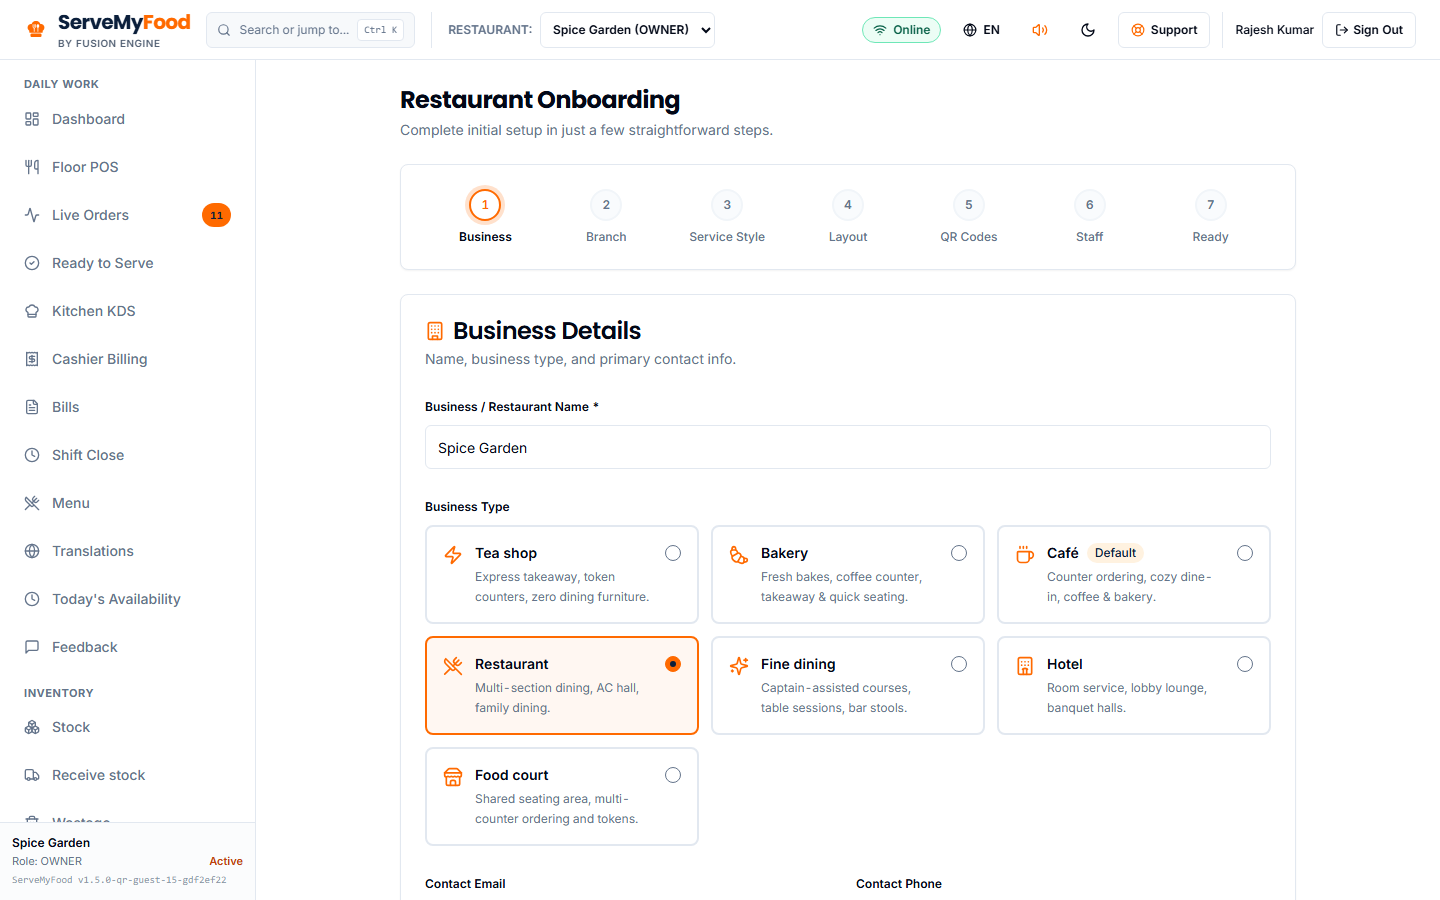 ServeMyFood
BY FUSION ENGINE
Search or jump to... Ctrl K
RESTAURANT: Spice Garden (OWNER)
Online
EN
Support
Rajesh Kumar
Sign Out
DAILY WORK
Dashboard
Floor POS
Live Orders 11
Ready to Serve
Kitchen KDS
Cashier Billing
Bills
Shift Close
Menu
Translations
Today's Availability
Feedback
INVENTORY
Stock
Receive stock
Spice Garden
Role: OWNER Active
ServeMyFood v1.5.0-qr-guest-15-gdf2ef22
Restaurant Onboarding
Complete initial setup in just a few straightforward steps.
1 2 3 4 5 6 7
Business Branch Service Style Layout QR Codes Staff Ready
Business Details
Name, business type, and primary contact info.
Business / Restaurant Name *
Spice Garden
Business Type
Tea shop
Express takeaway, token
counters, zero dining furniture.
Bakery
Fresh bakes, coffee counter,
takeaway & quick seating.
Café Default
Counter ordering, cozy dine-
in, coffee & bakery.
Restaurant
Multi-section dining, AC hall,
family dining.
Fine dining
Captain-assisted courses,
table sessions, bar stools.
Hotel
Room service, lobby lounge,
banquet halls.
Food court
Shared seating area, multi-
counter ordering and tokens.
Contact Email Contact Phone